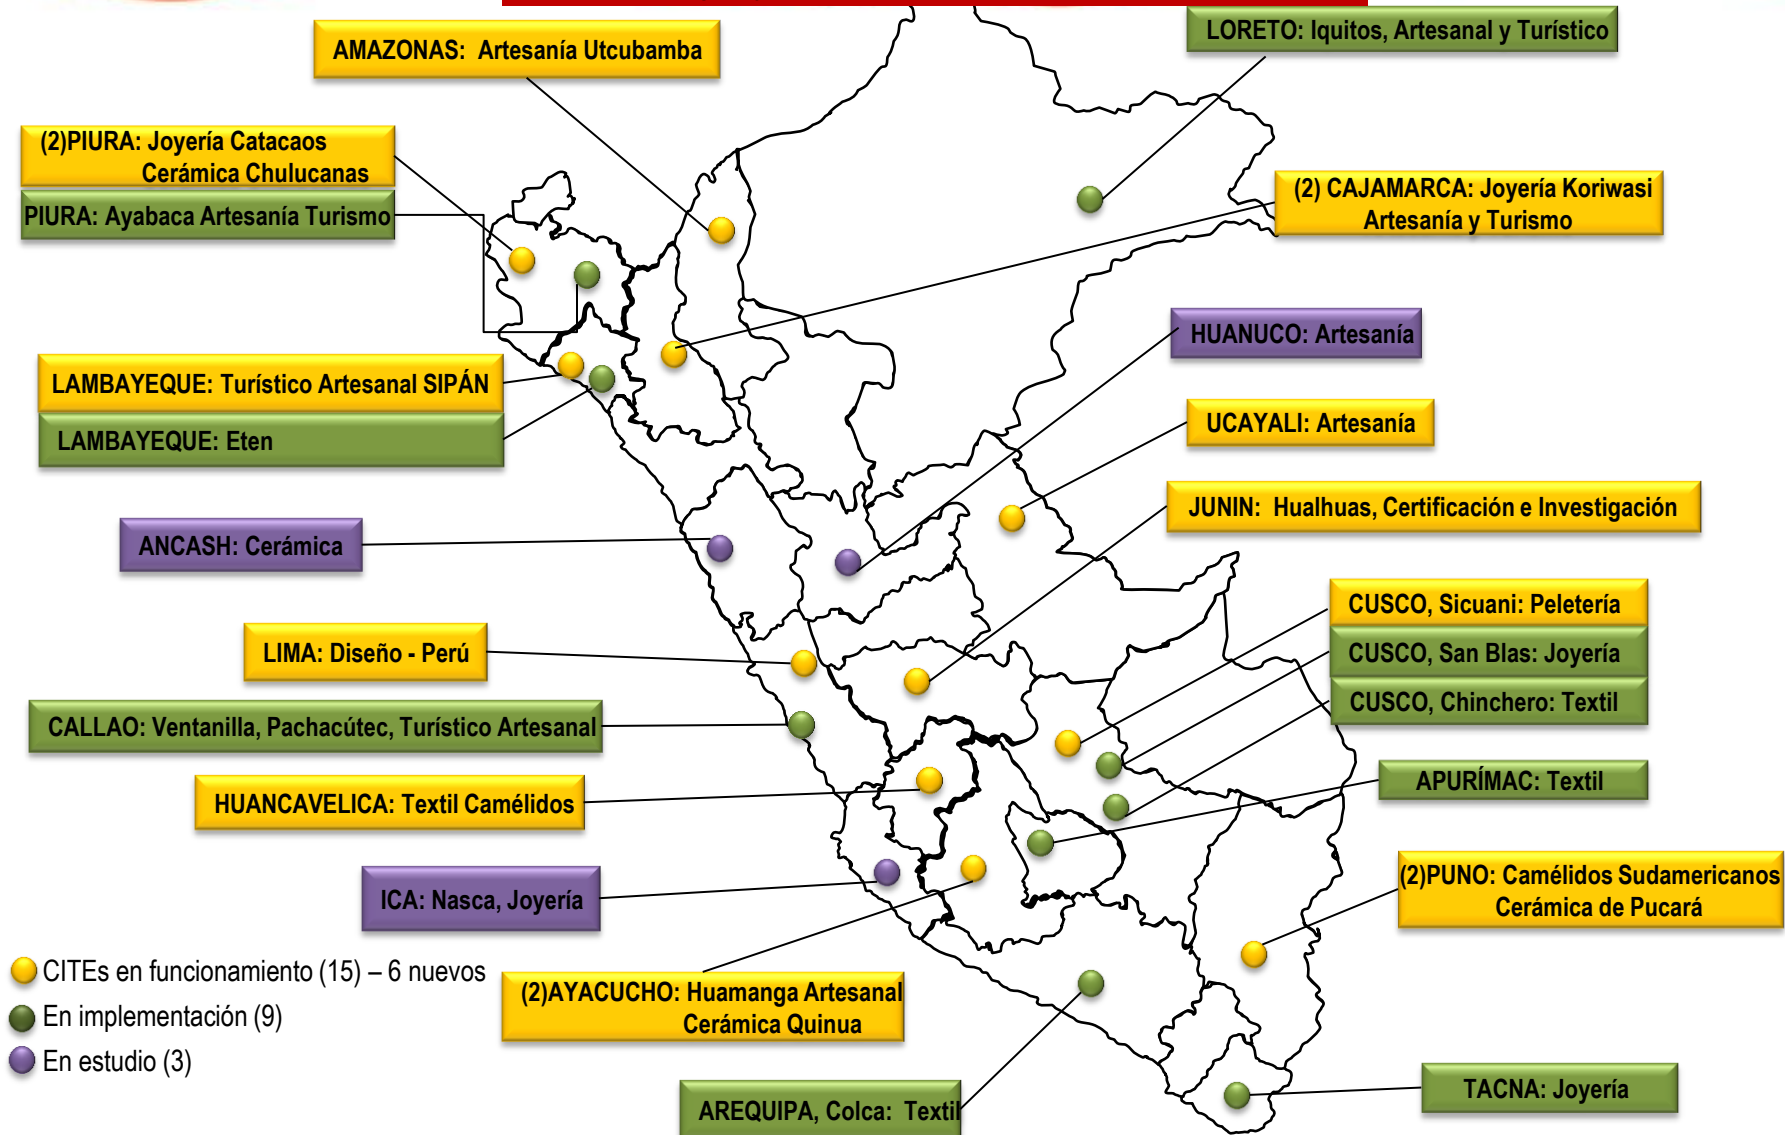 AMAZONAS: Artesanía Utcubamba
LORETO: Iquitos, Artesanal y Turístico
(2)PIURA: Joyería Catacaos
Cerámica Chulucanas
PIURA: Ayabaca Artesanía Turismo
(2) CAJAMARCA: Joyería Koriwasi
Artesanía y Turismo
HUANUCO: Artesanía
LAMBAYEQUE: Turístico Artesanal SIPÁN
LAMBAYEQUE: Eten
UCAYALI: Artesanía
JUNIN: Hualhuas, Certificación e Investigación
ANCASH: Cerámica
CUSCO, Sicuani: Peletería
CUSCO, San Blas: Joyería
CUSCO, Chinchero: Textil
LIMA: Diseño - Perú
CALLAO: Ventanilla, Pachacútec, Turístico Artesanal
APURÍMAC: Textil
HUANCAVELICA: Textil Camélidos
(2)PUNO: Camélidos Sudamericanos
Cerámica de Pucará
ICA: Nasca, Joyería
CITEs en funcionamiento (15) – 6 nuevos
En implementación (9)
En estudio (3)
(2)AYACUCHO: Huamanga Artesanal
Cerámica Quinua
AREQUIPA, Colca: Textil
TACNA: Joyería